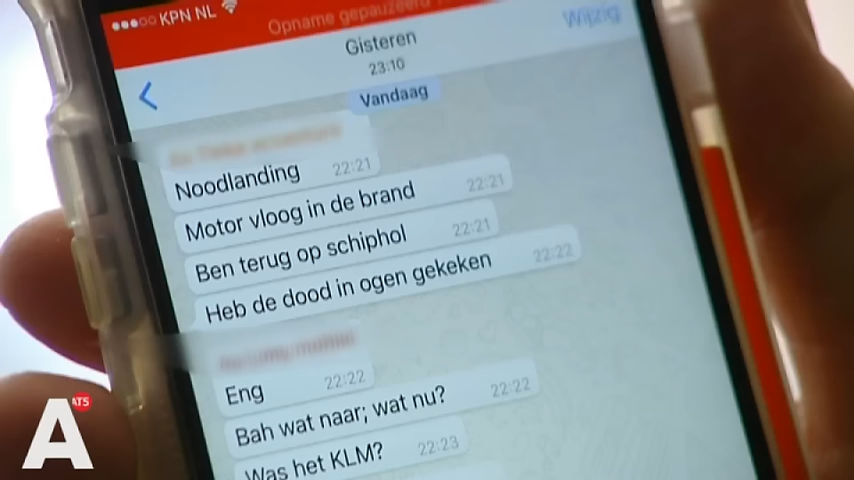 KPN NL
Opname gepauzeerd
Gisteren
Wijzig
23:10
Vandaag
Noodlanding 22:21
Motor vloog in de brand 22:21
Ben terug op schiphol 22:21
Heb de dood in ogen gekeken 22:22
Eng 22:22
Bah wat naar; wat nu? 22:22
Was het KLM? 22:23
A
AT5